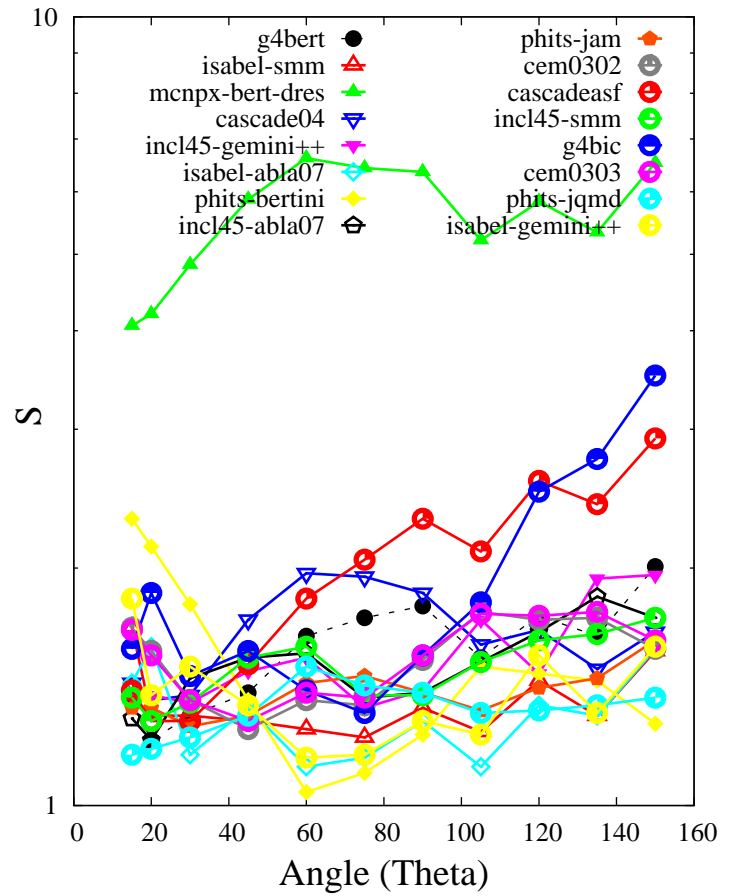 10
g4bert
isabel-smm
mcnpx-bert-dres
cascade04
incl45-gemini++
isabel-abla07
phits-bertini
incl45-abla07
phits-jam
cem0302
cascadeasf
incl45-smm
g4bic
cem0303
phits-jqmd
isabel-gemini++
S
1
0 20 40 60 80 100 120 140 160
Angle (Theta)